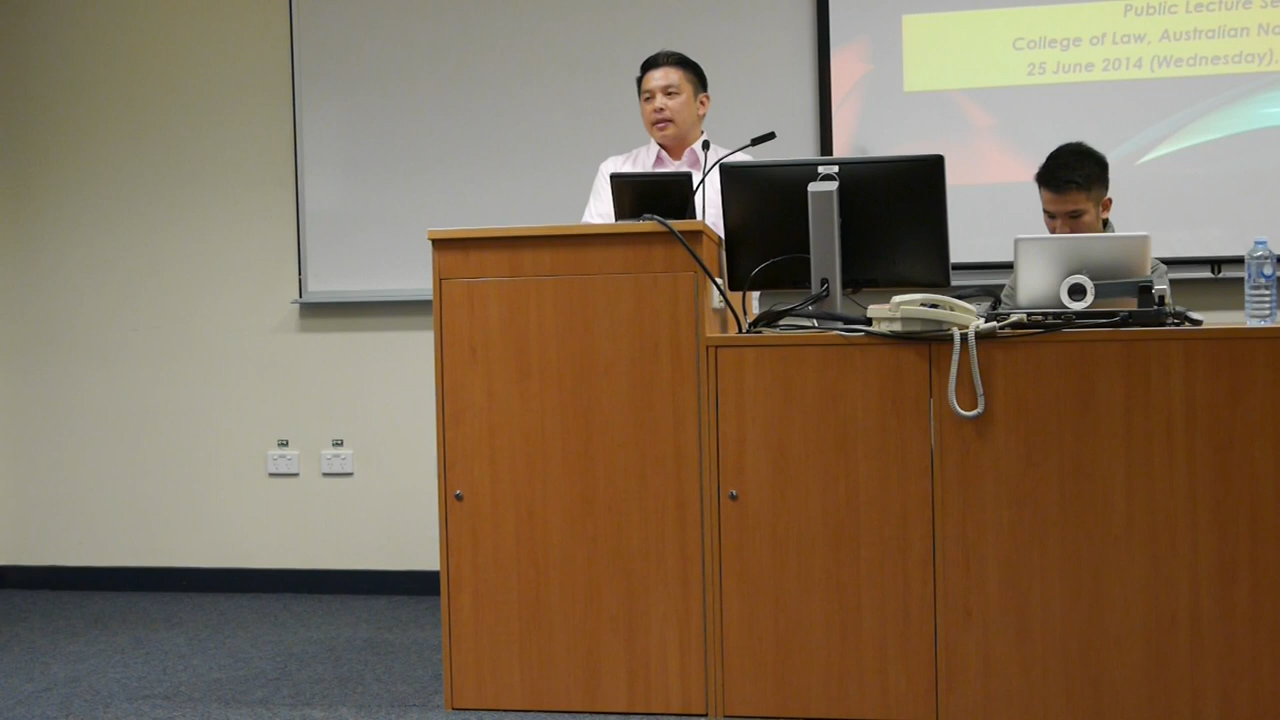 Public Lecture Se
College of Law, Australian Na
25 June 2014 (Wednesday),